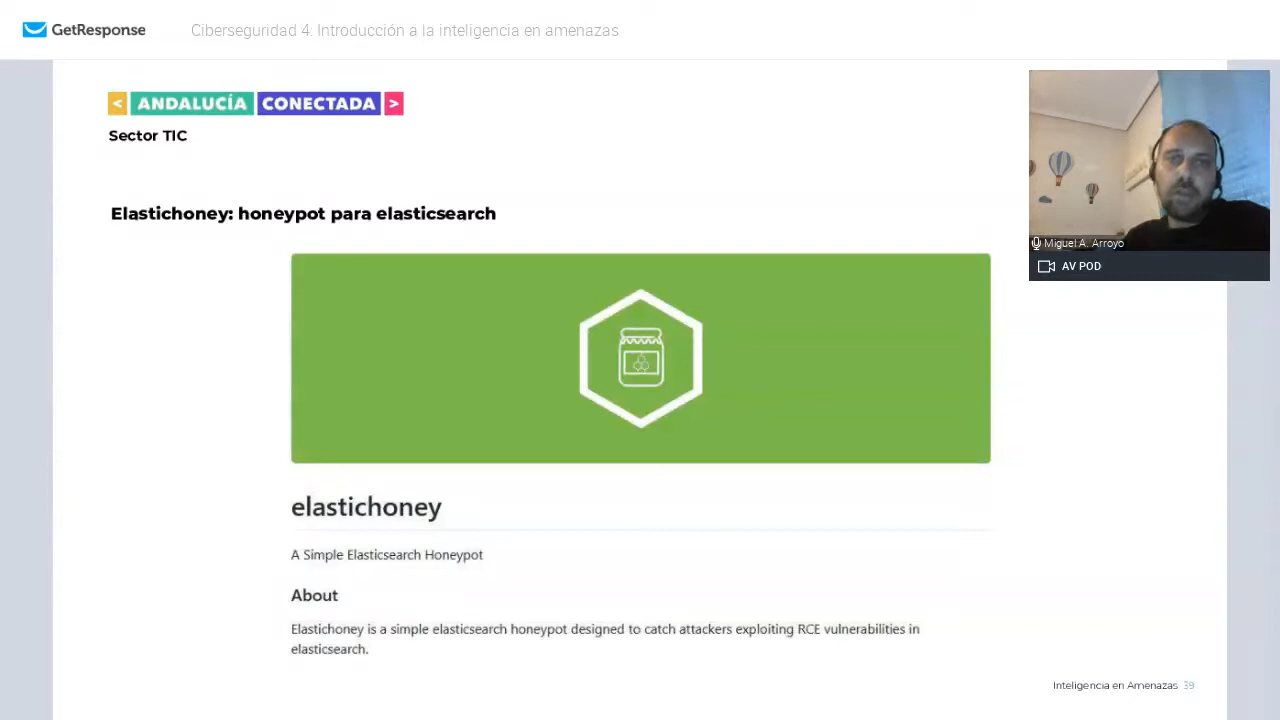 GetResponse
Ciberseguridad 4: Introducción a la inteligencia en amenazas
< ANDALUCÍA CONECTADA >
Sector TIC
Miguel A. Arroyo
AV POD
Elastichoney: honeypot para elasticsearch
elastichoney
A Simple Elasticsearch Honeypot
About
Elastichoney is a simple elasticsearch honeypot designed to catch attackers exploiting RCE vulnerabilities in
elasticsearch.
Inteligencia en Amenazas 39